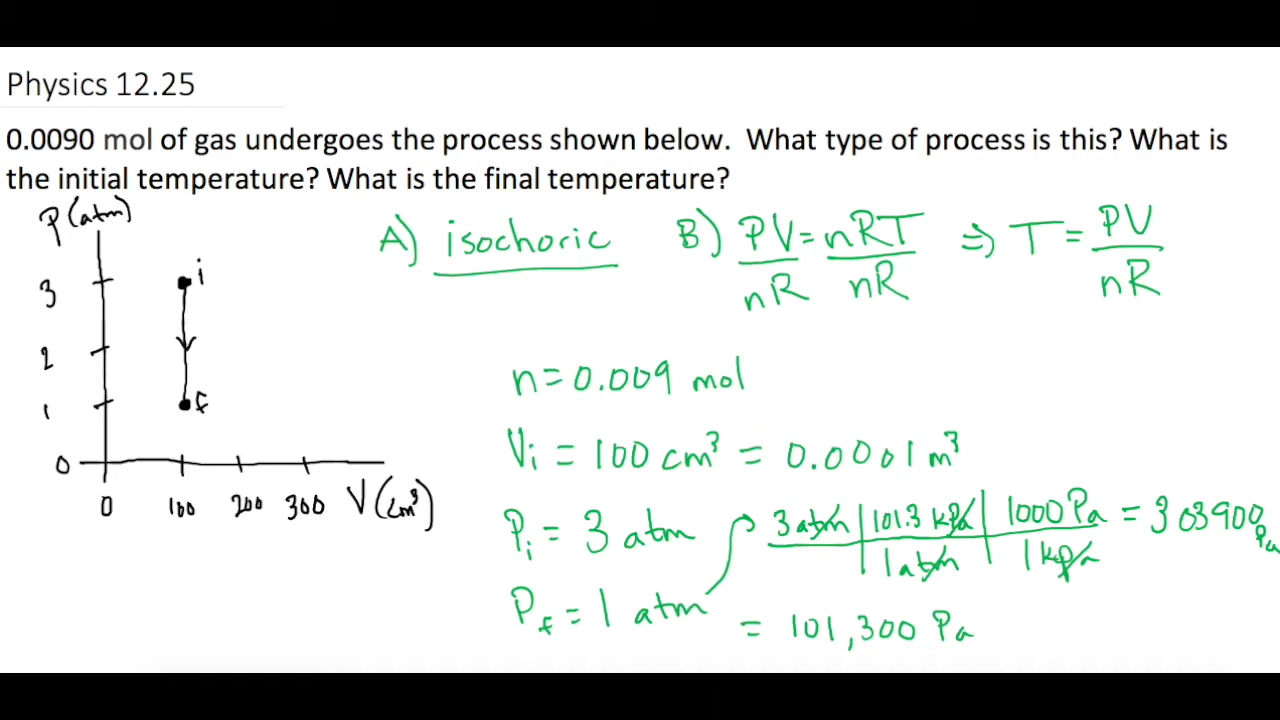 Physics 12.25
0.0090 mol of gas undergoes the process shown below. What type of process is this? What is
the initial temperature? What is the final temperature?
P(atm)
3
2
1
0
i
f
0 100 200 300 V(cm³)
A) isochoric
B) PV/nR = nRT/nR ⇒ T = PV/nR
n = 0.009 mol
Vi = 100 cm³ = 0.0001 m³
Pi = 3 atm
3 atm | 101.3 kPa | 1000 Pa = 303900 Pa
1 atm | 1 kPa
Pf = 1 atm
= 101,300 Pa